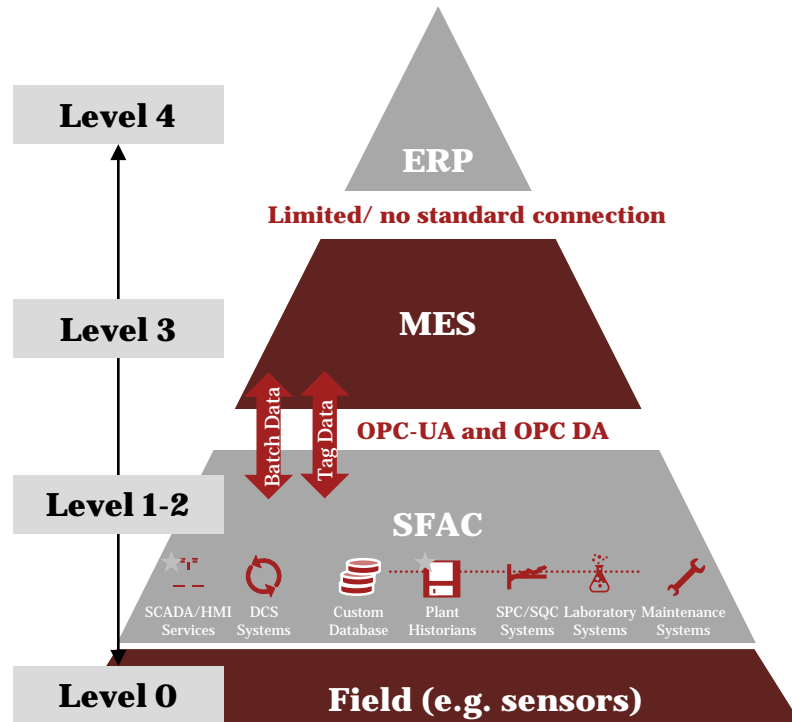 Level 4
ERP
Limited/ no standard connection
Level 3
MES
Batch Data
Tag Data
OPC-UA and OPC DA
Level 1-2
SFAC
SCADA/HMI
Services
DCS
Systems
Custom
Database
Plant
Historians
SPC/SQC
Systems
Laboratory
Systems
Maintenance
Systems
Level 0
Field (e.g. sensors)